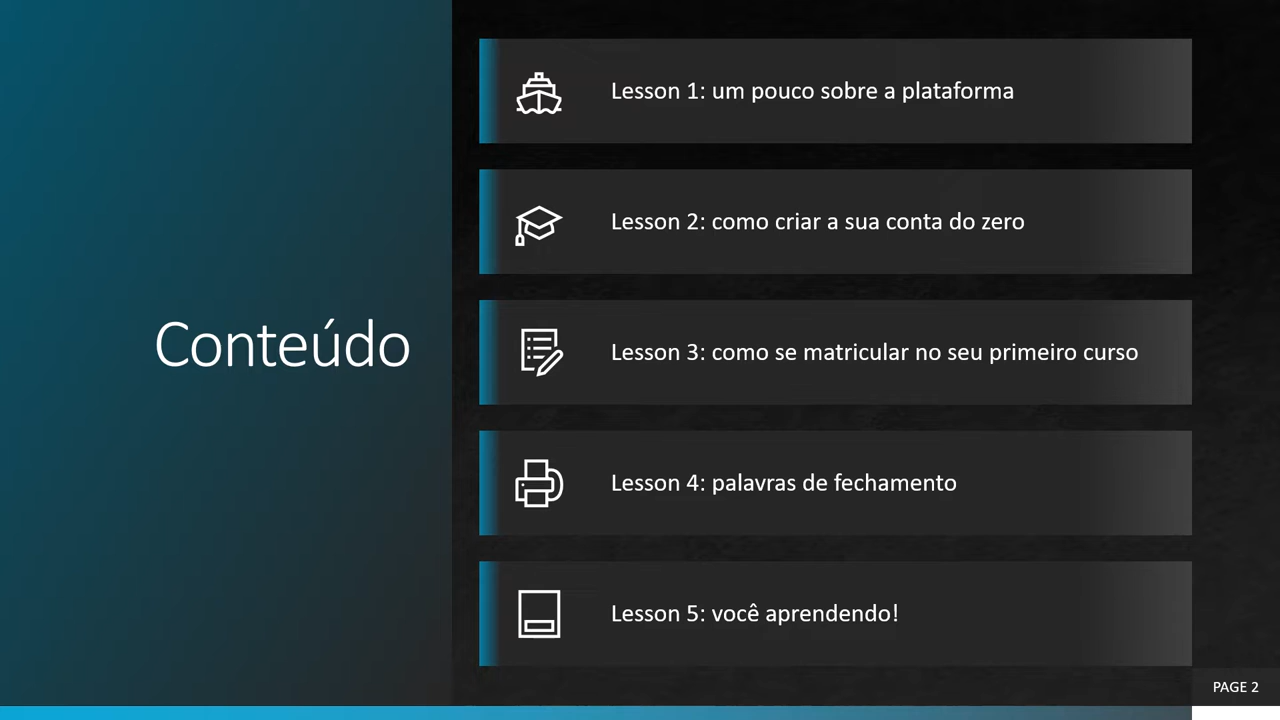 Conteúdo
Lesson 1: um pouco sobre a plataforma
Lesson 2: como criar a sua conta do zero
Lesson 3: como se matricular no seu primeiro curso
Lesson 4: palavras de fechamento
Lesson 5: você aprendendo!
PAGE 2